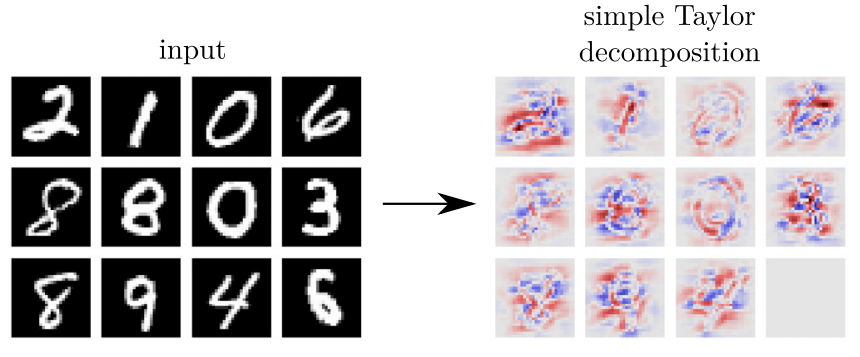 simple Taylor
input
decomposition
2 1 0 6
8 8 0 3
8 9 4 6